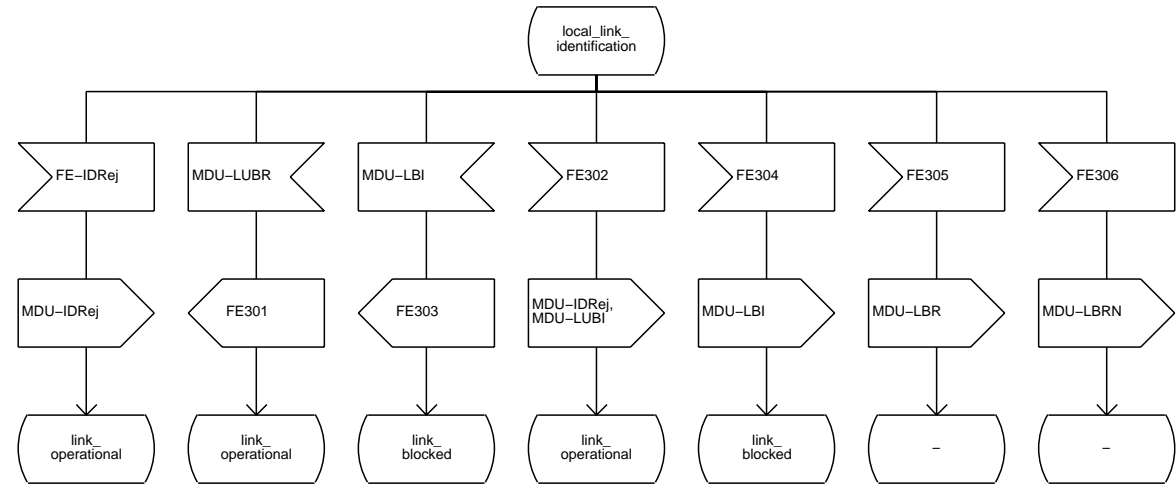 local_link_
identification
FE−IDRej
MDU−LUBR
MDU−LBI
FE302
FE304
FE305
FE306
MDU−IDRej
FE301
FE303
MDU−IDRej,
MDU−LUBI
MDU−LBI
MDU−LBR
MDU−LBRN
link_
operational
link_
operational
link_
blocked
link_
operational
link_
blocked
−
−